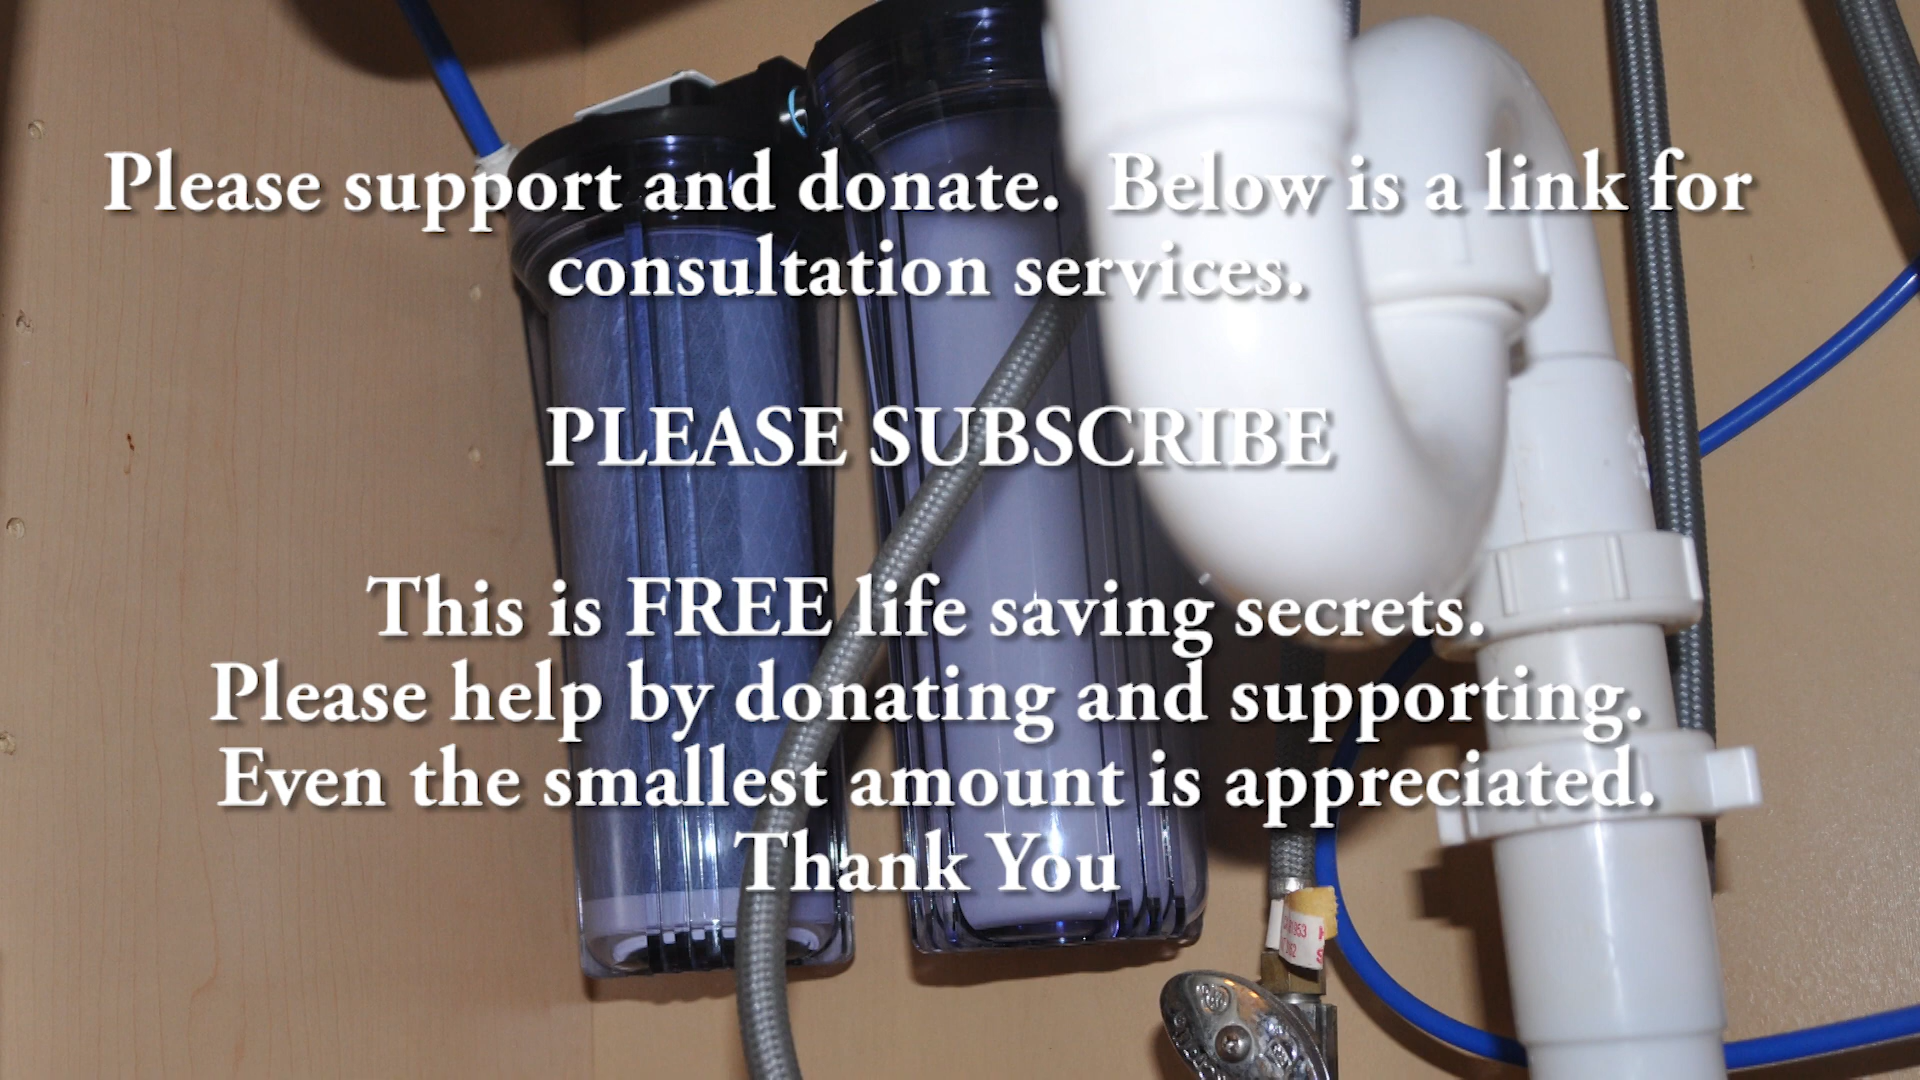 Please support and donate.  Below is a link for
consultation services.
PLEASE SUBSCRIBE
This is FREE life saving secrets.
Please help by donating and supporting.
Even the smallest amount is appreciated.
Thank You